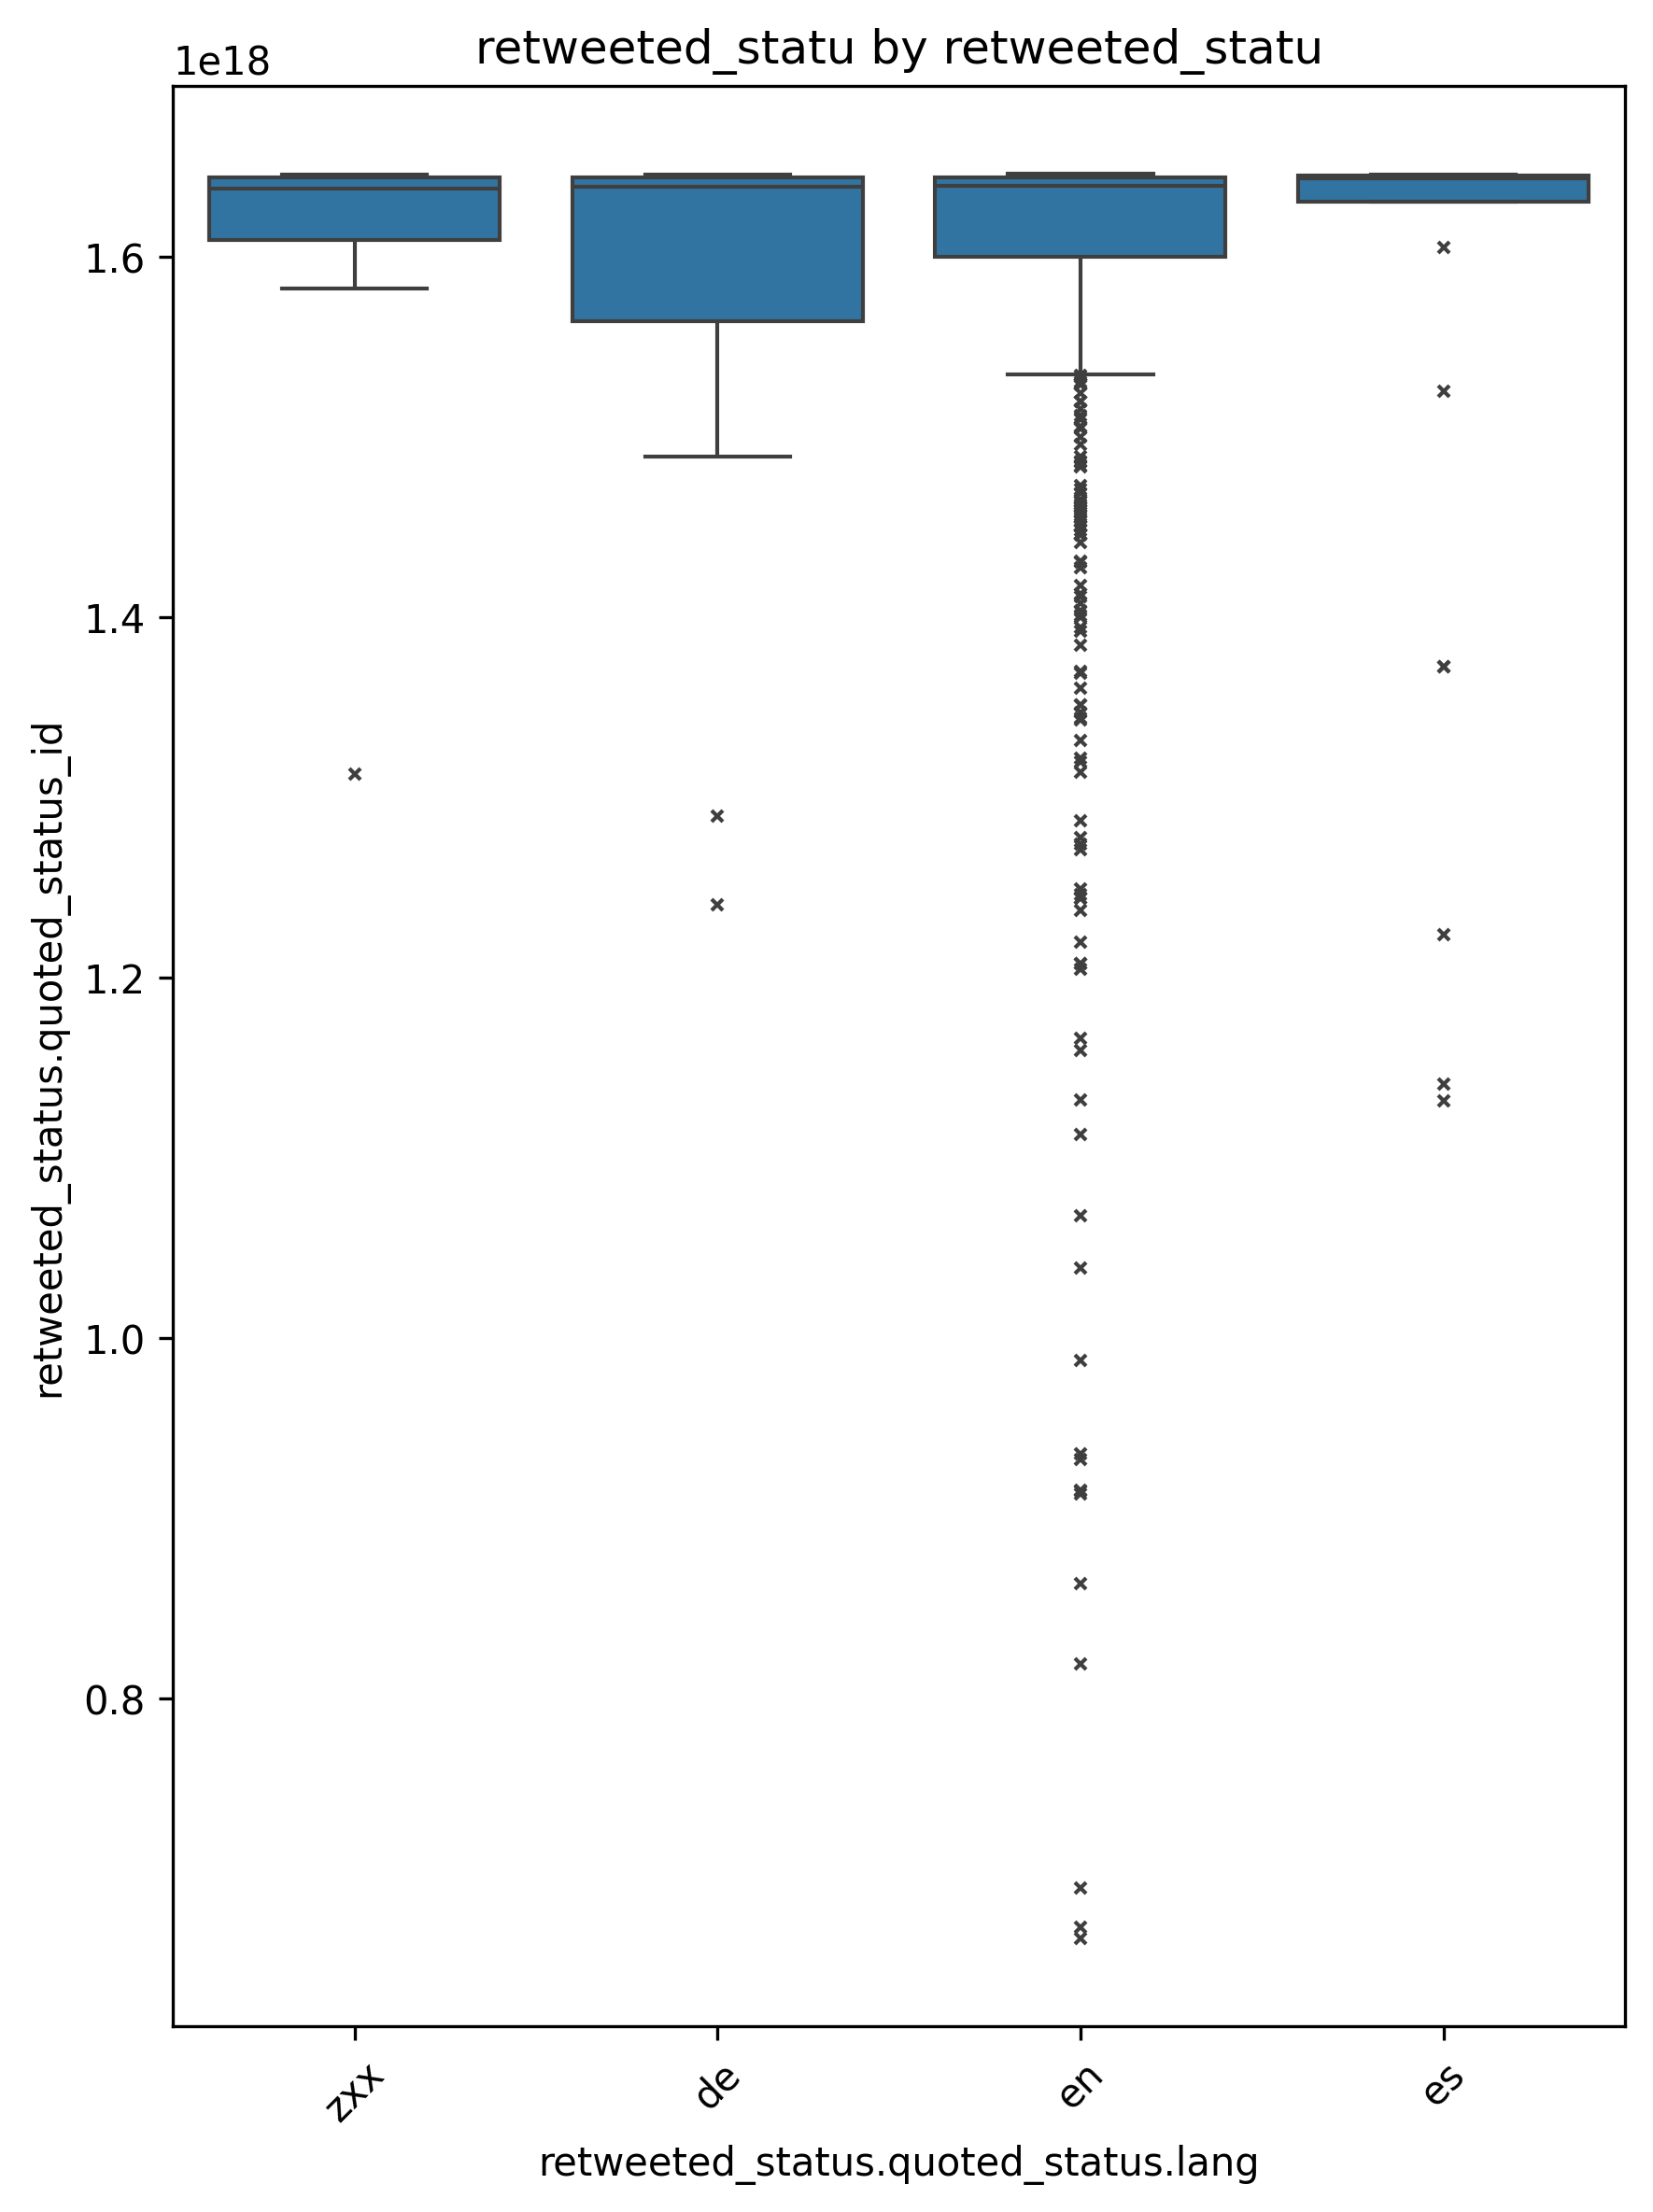 retweeted_statu by retweeted_statu
1e18
1.6
1.4
1.2
1.0
0.8
retweeted_status.quoted_status_id
zxx
de
en
es
retweeted_status.quoted_status.lang